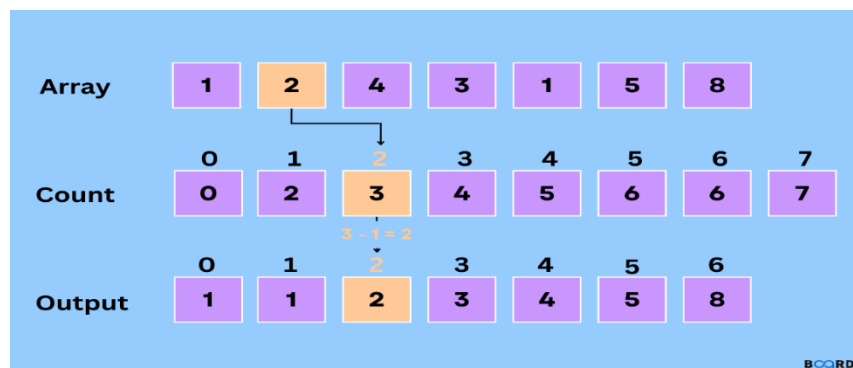 Array 1 2 4 3 1 5 8
0 1 2 3 4 5 6 7
Count 0 2 3 4 5 6 6 7
3 - 1 = 2
0 1 2 3 4 5 6
Output 1 1 2 3 4 5 8
BOARD